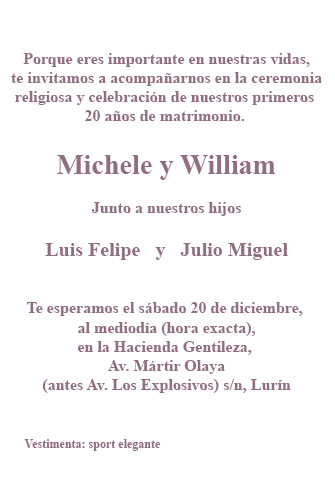 Porque eres importante en nuestras vidas,
te invitamos a acompañarnos en la ceremonia
religiosa y celebración de nuestros primeros
20 años de matrimonio.
Michele y William
Junto a nuestros hijos
Luis Felipe y Julio Miguel
Te esperamos el sábado 20 de diciembre,
al mediodía (hora exacta),
en la Hacienda Gentileza,
Av. Mártir Olaya
(antes Av. Los Explosivos) s/n, Lurín
Vestimenta: sport elegante